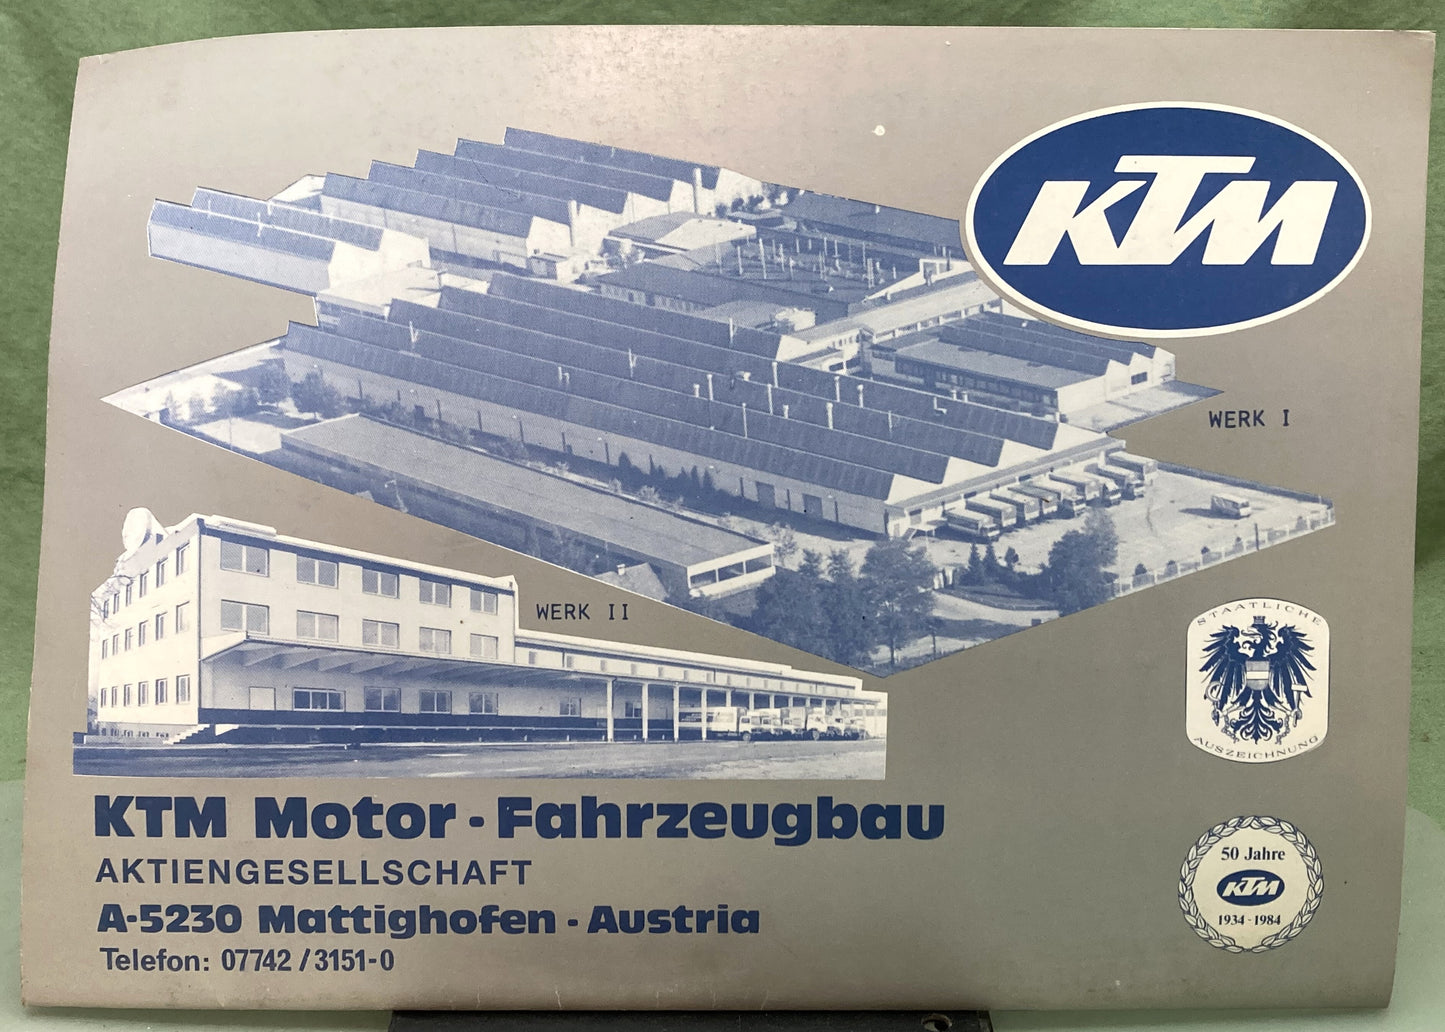 KTM
WERK I
WERK II
STAATLICHE
AUSZEICHNUNG
KTM Motor-Fahrzeugbau
AKTIENGESELLSCHAFT
A-5230 Mattighofen - Austria
Telefon: 07742/3151-0
50 Jahre
KTM
1934-1984